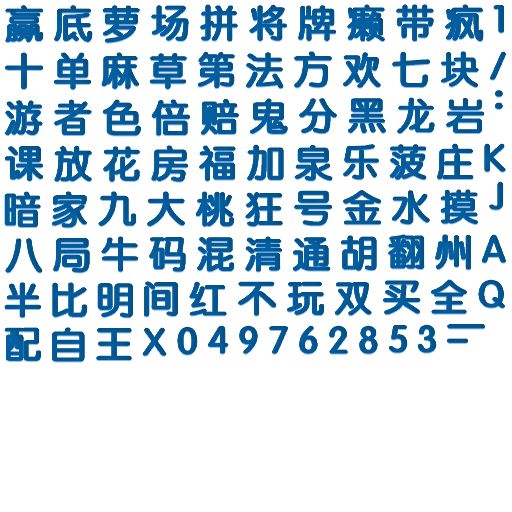 赢底萝场拼将牌癞带疯1
十单麻草第法方欢七块/
游者色倍赔鬼分黑龙岩:
课放花房福加泉乐菠庄K
暗家九大桃狂号金水摸J
八局牛码混清通胡翻州A
半比明间红不玩双买全Q
配自王X049762853